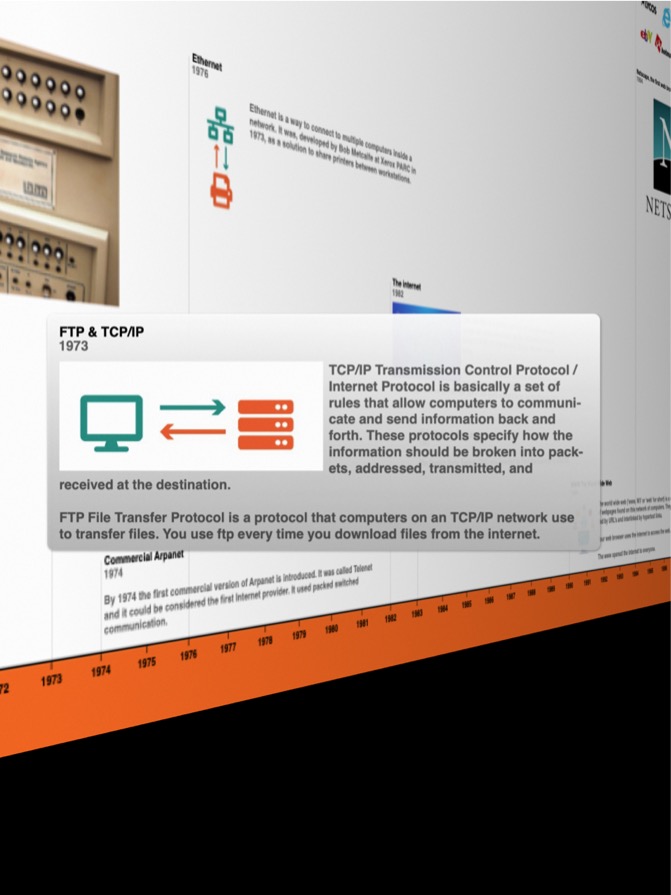 Ethernet
1976
Ethernet is a way to connect to multiple computers inside a
network. It was, developed by Bob Metcalfe at Xerox PARC in
1973, as a solution to share printers between workstations.
NETS
The internet
1982
FTP & TCP/IP
1973
TCP/IP Transmission Control Protocol /
Internet Protocol is basically a set of
rules that allow computers to communi-
cate and send information back and
forth. These protocols specify how the
information should be broken into pack-
ets, addressed, transmitted, and
received at the destination.
FTP File Transfer Protocol is a protocol that computers on an TCP/IP network use
to transfer files. You use ftp every time you download files from the internet.
Commercial Arpanet
1974
By 1974 the first commercial version of Arpanet is introduced. It was called Telenet
and it could be considered the first Internet provider. It used packed switched
communication.
72 1973 1974 1975 1976 1977 1978 1979 1980 1981 1982 1983 1984 1985 1986 1987 1988 1989 1990 1991 1992 1993 1994 1995 1996